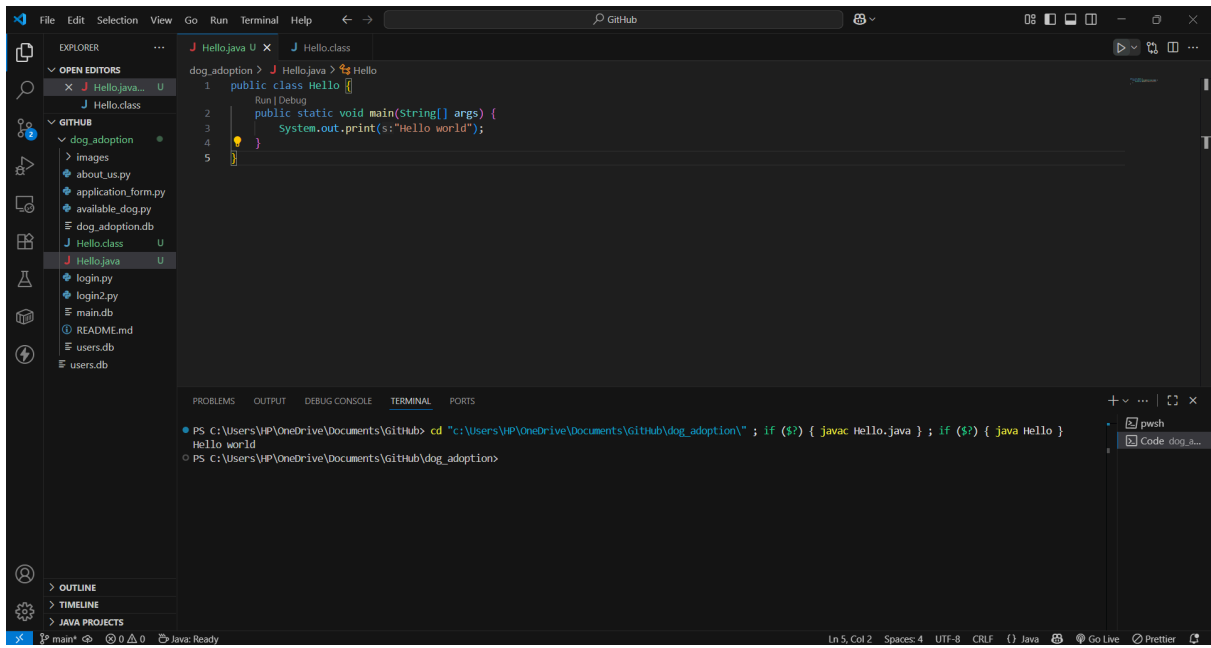 File Edit Selection View Go Run Terminal Help GitHub
EXPLORER
Hello.java U
Hello.class
OPEN EDITORS
Hello.java... U
Hello.class
GITHUB
dog_adoption
images
about_us.py
application_form.py
available_dog.py
dog_adoption.db
Hello.class U
Hello.java U
login.py
login2.py
main.db
README.md
users.db
users.db
OUTLINE
TIMELINE
JAVA PROJECTS
2
dog_adoption > J Hello.java > Hello
1 public class Hello {
Run | Debug
2 public static void main(String[] args) {
3 System.out.print(s:"Hello world");
4 }
5 }
PROBLEMS OUTPUT DEBUG CONSOLE TERMINAL PORTS
PS C:\Users\HP\OneDrive\Documents\GitHub> cd "c:\Users\HP\OneDrive\Documents\GitHub\dog_adoption\" ; if ($?) { javac Hello.java } ; if ($?) { java Hello }
Hello world
PS C:\Users\HP\OneDrive\Documents\GitHub\dog_adoption>
pwsh
Code dog_a...
main* 0 0 Java: Ready Ln 5, Col 2 Spaces: 4 UTF-8 CRLF {} Java Go Live Prettier